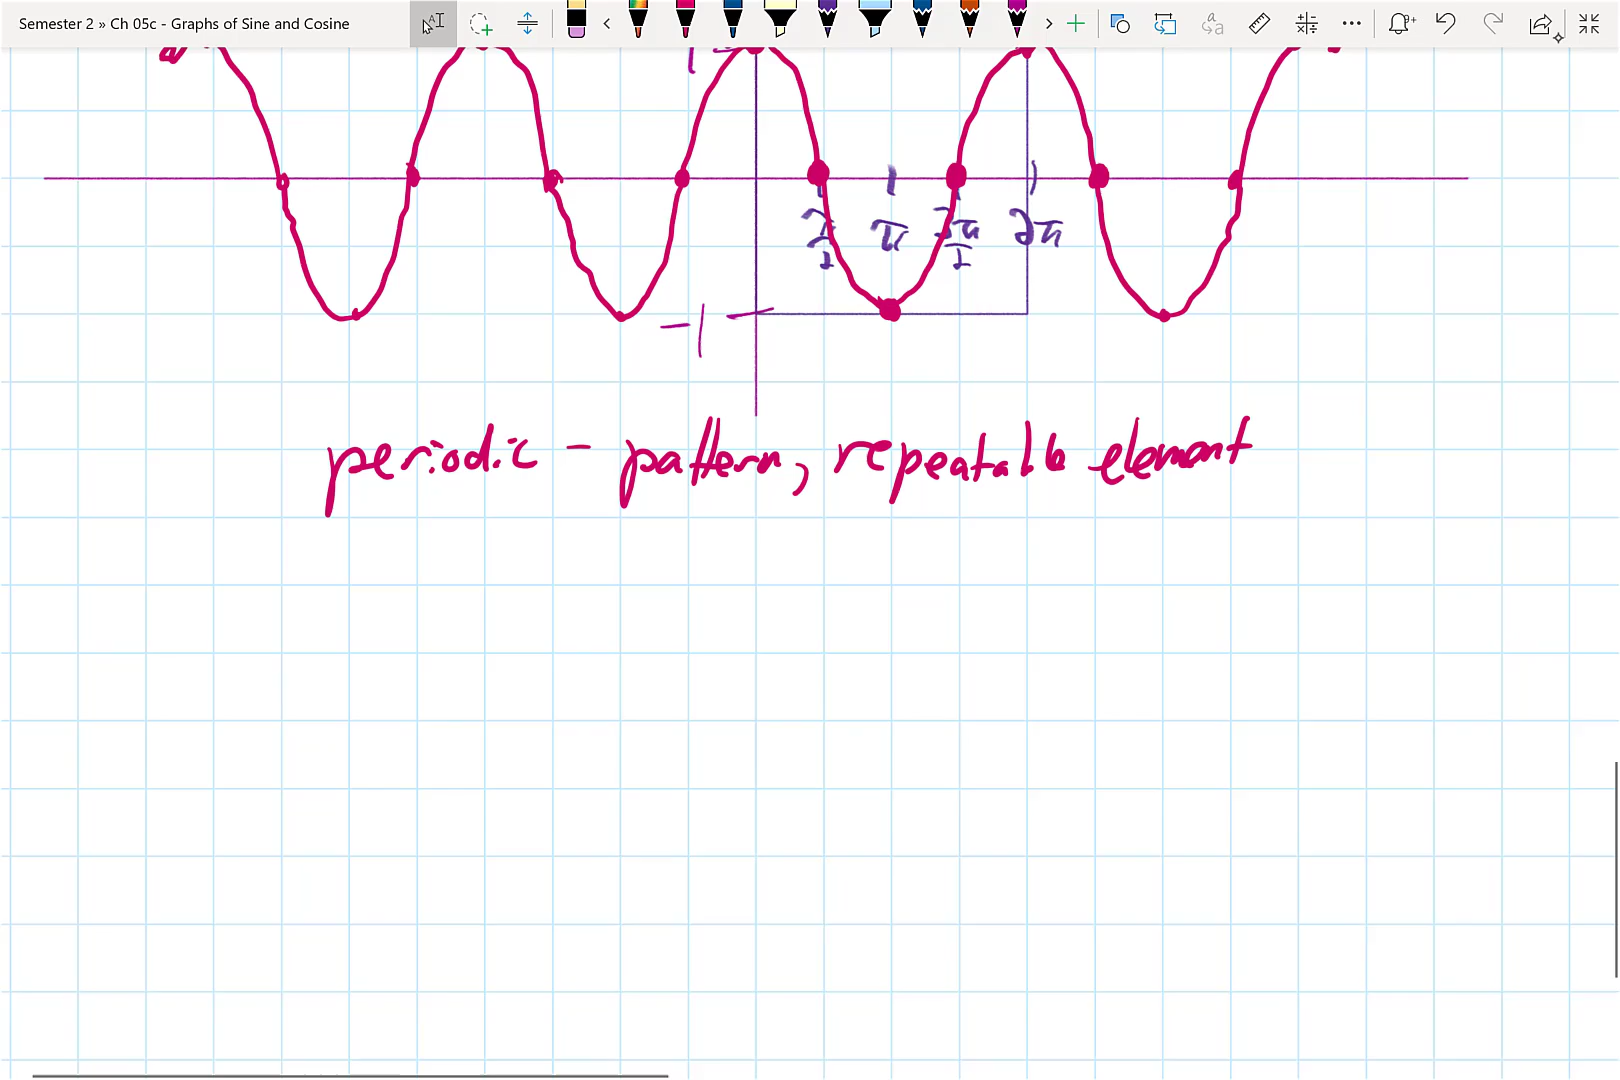 Semester 2 » Ch 05c - Graphs of Sine and Cosine
1
π/2 π 3π/2 2π
-1
periodic - pattern, repeatable element